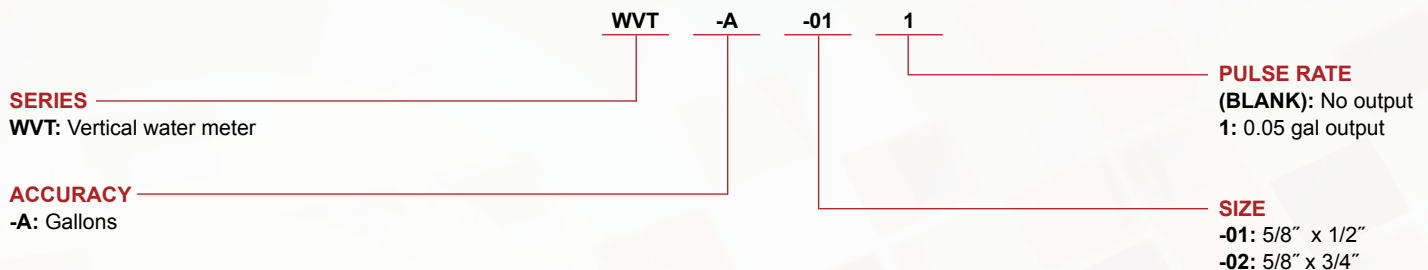 WVT -A -01 1
SERIES
WVT: Vertical water meter
ACCURACY
-A: Gallons
PULSE RATE
(BLANK): No output
1: 0.05 gal output
SIZE
-01: 5/8˝ x 1/2˝
-02: 5/8˝ x 3/4˝